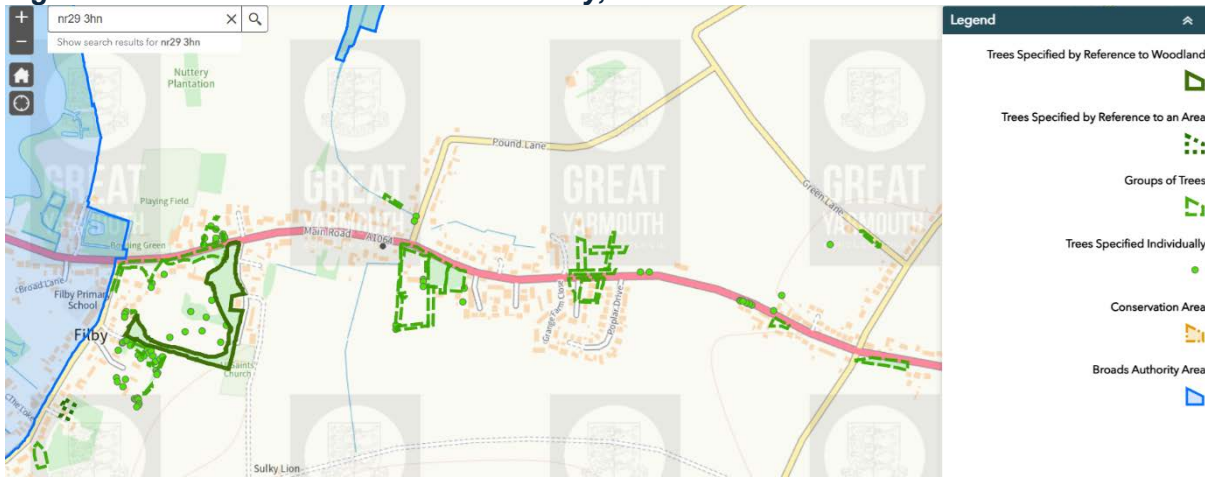 nr29 3hn
Show search results for nr29 3hn
Legend
Trees Specified by Reference to Woodland
Trees Specified by Reference to an Area
Groups of Trees
Trees Specified Individually
Conservation Area
Broads Authority Area
Nuttery
Plantation
Pound Lane
Green Lane
GREAT
GREAT
GREAT
GREAT
YARMOUTH
YARMOUTH
YARMOUTH
Playing Field
Main Road
A1064
Bowling Green
Broad Lane
Filby Primary
School
Filby
Grange Farm Close
Poplar Drive
Church
The Loke
Sulky Lion